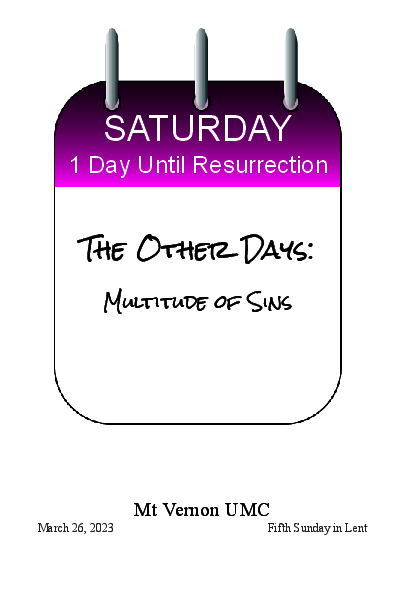 SATURDAY
1 Day Until Resurrection
The Other Days:
Multitude of Sins
Mt Vernon UMC
March 26, 2023 Fifth Sunday in Lent